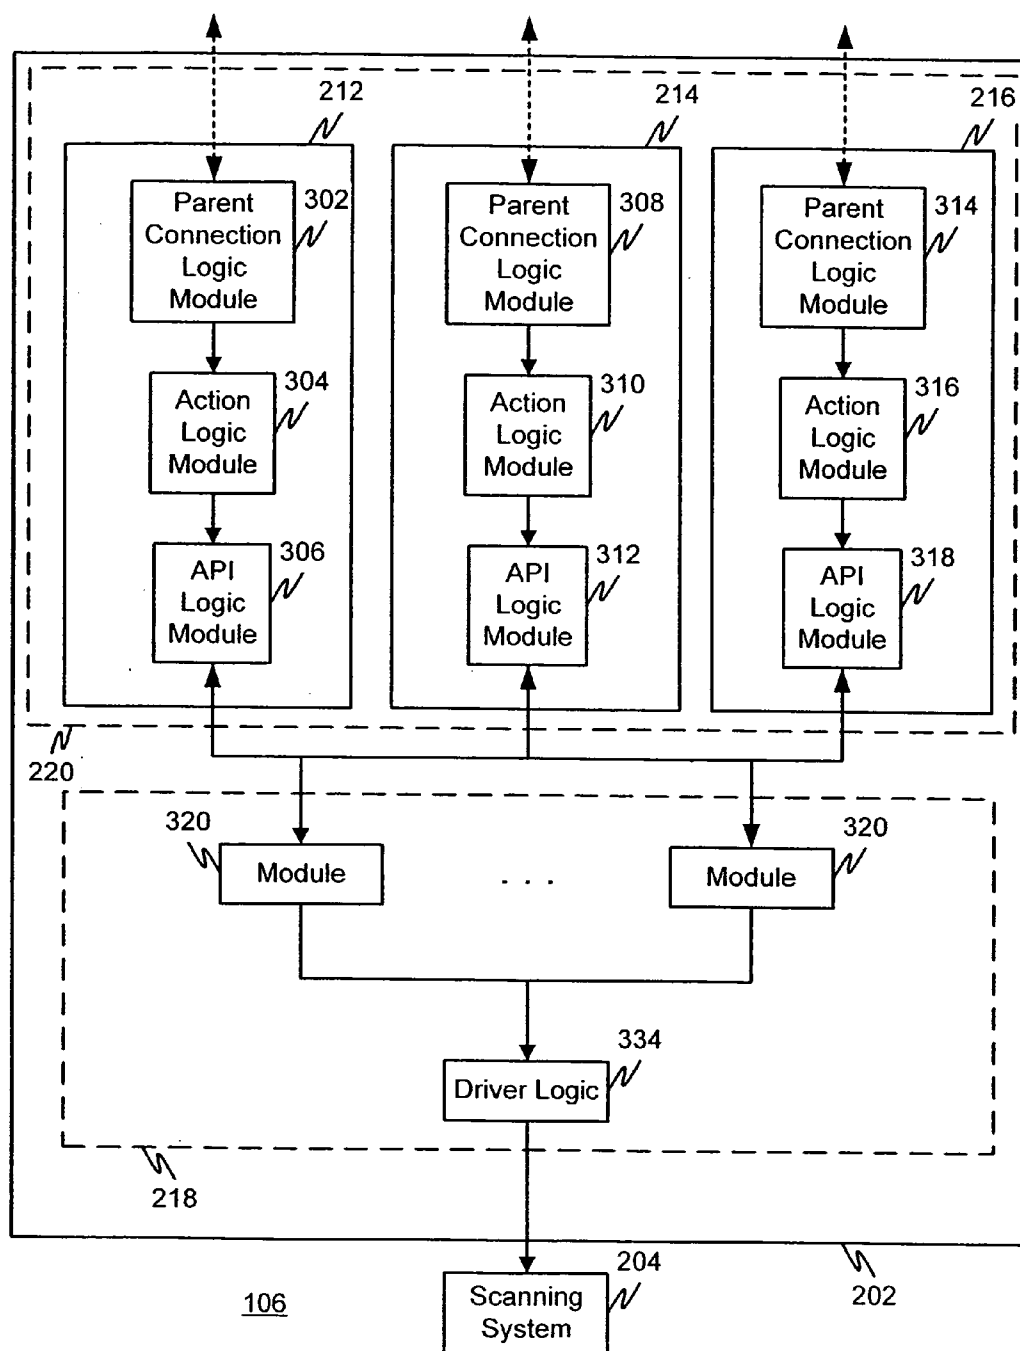 212
214
216
Parent
Connection
Logic
Module
302
Parent
Connection
Logic
Module
308
Parent
Connection
Logic
Module
314
Action
Logic
Module
304
Action
Logic
Module
310
Action
Logic
Module
316
API
Logic
Module
306
API
Logic
Module
312
API
Logic
Module
318
220
320
Module
. . .
Module
320
334
Driver Logic
218
204
202
106
Scanning
System